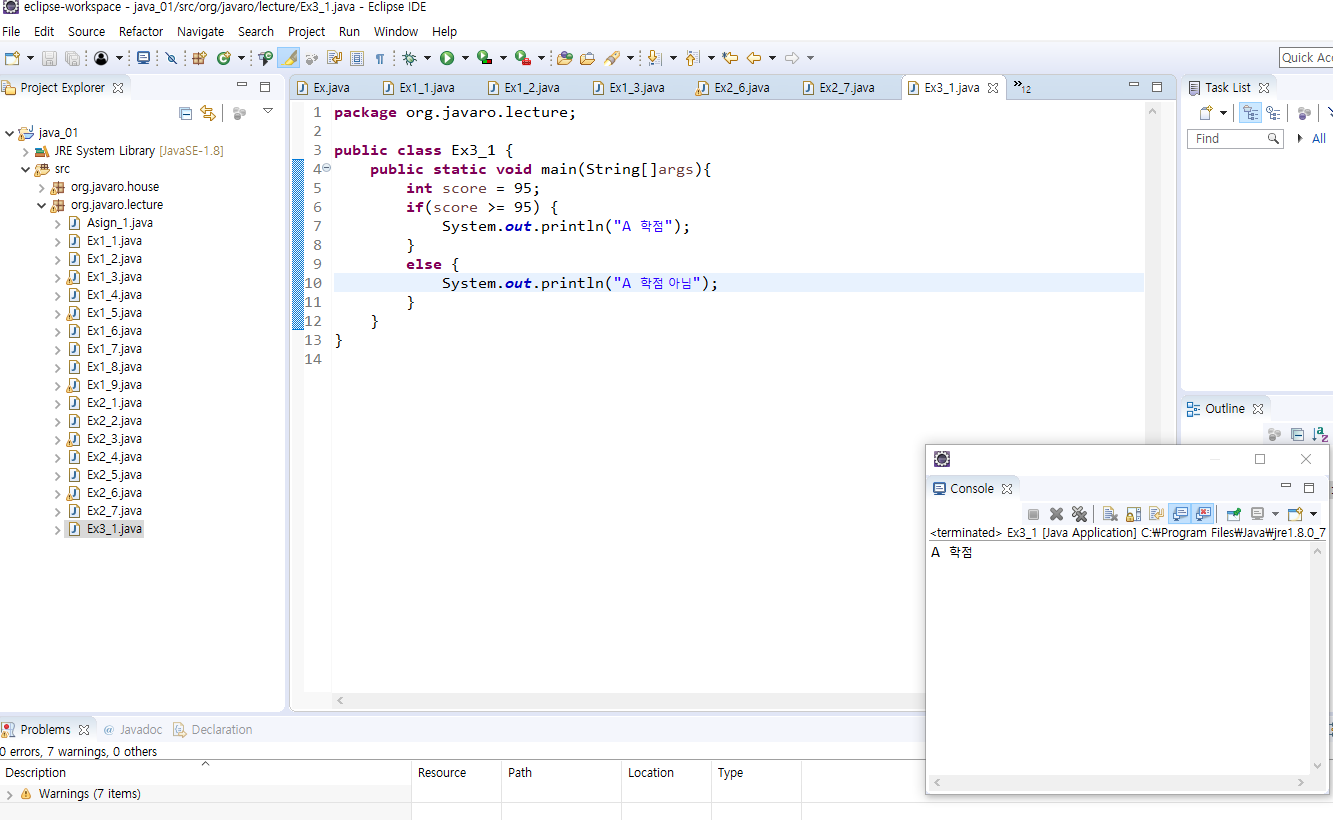 eclipse-workspace - java_01/src/org/javaro/lecture/Ex3_1.java - Eclipse IDE
File Edit Source Refactor Navigate Search Project Run Window Help
Quick Acc
Project Explorer
Ex.java Ex1_1.java Ex1_2.java Ex1_3.java Ex2_6.java Ex2_7.java Ex3_1.java »12
Task List
Find All
java_01
JRE System Library [JavaSE-1.8]
src
org.javaro.house
org.javaro.lecture
Asign_1.java
Ex1_1.java
Ex1_2.java
Ex1_3.java
Ex1_4.java
Ex1_5.java
Ex1_6.java
Ex1_7.java
Ex1_8.java
Ex1_9.java
Ex2_1.java
Ex2_2.java
Ex2_3.java
Ex2_4.java
Ex2_5.java
Ex2_6.java
Ex2_7.java
Ex3_1.java
1 package org.javaro.lecture;
2
3 public class Ex3_1 {
4 public static void main(String[]args){
5 int score = 95;
6 if(score >= 95) {
7 System.out.println("A 학점");
8 }
9 else {
10 System.out.println("A 학점 아님");
11 }
12 }
13 }
14
Outline
Console
<terminated> Ex3_1 [Java Application] C:₩Program Files₩Java₩jre1.8.0_7
A 학점
Problems @ Javadoc Declaration
0 errors, 7 warnings, 0 others
Description Resource Path Location Type
Warnings (7 items)